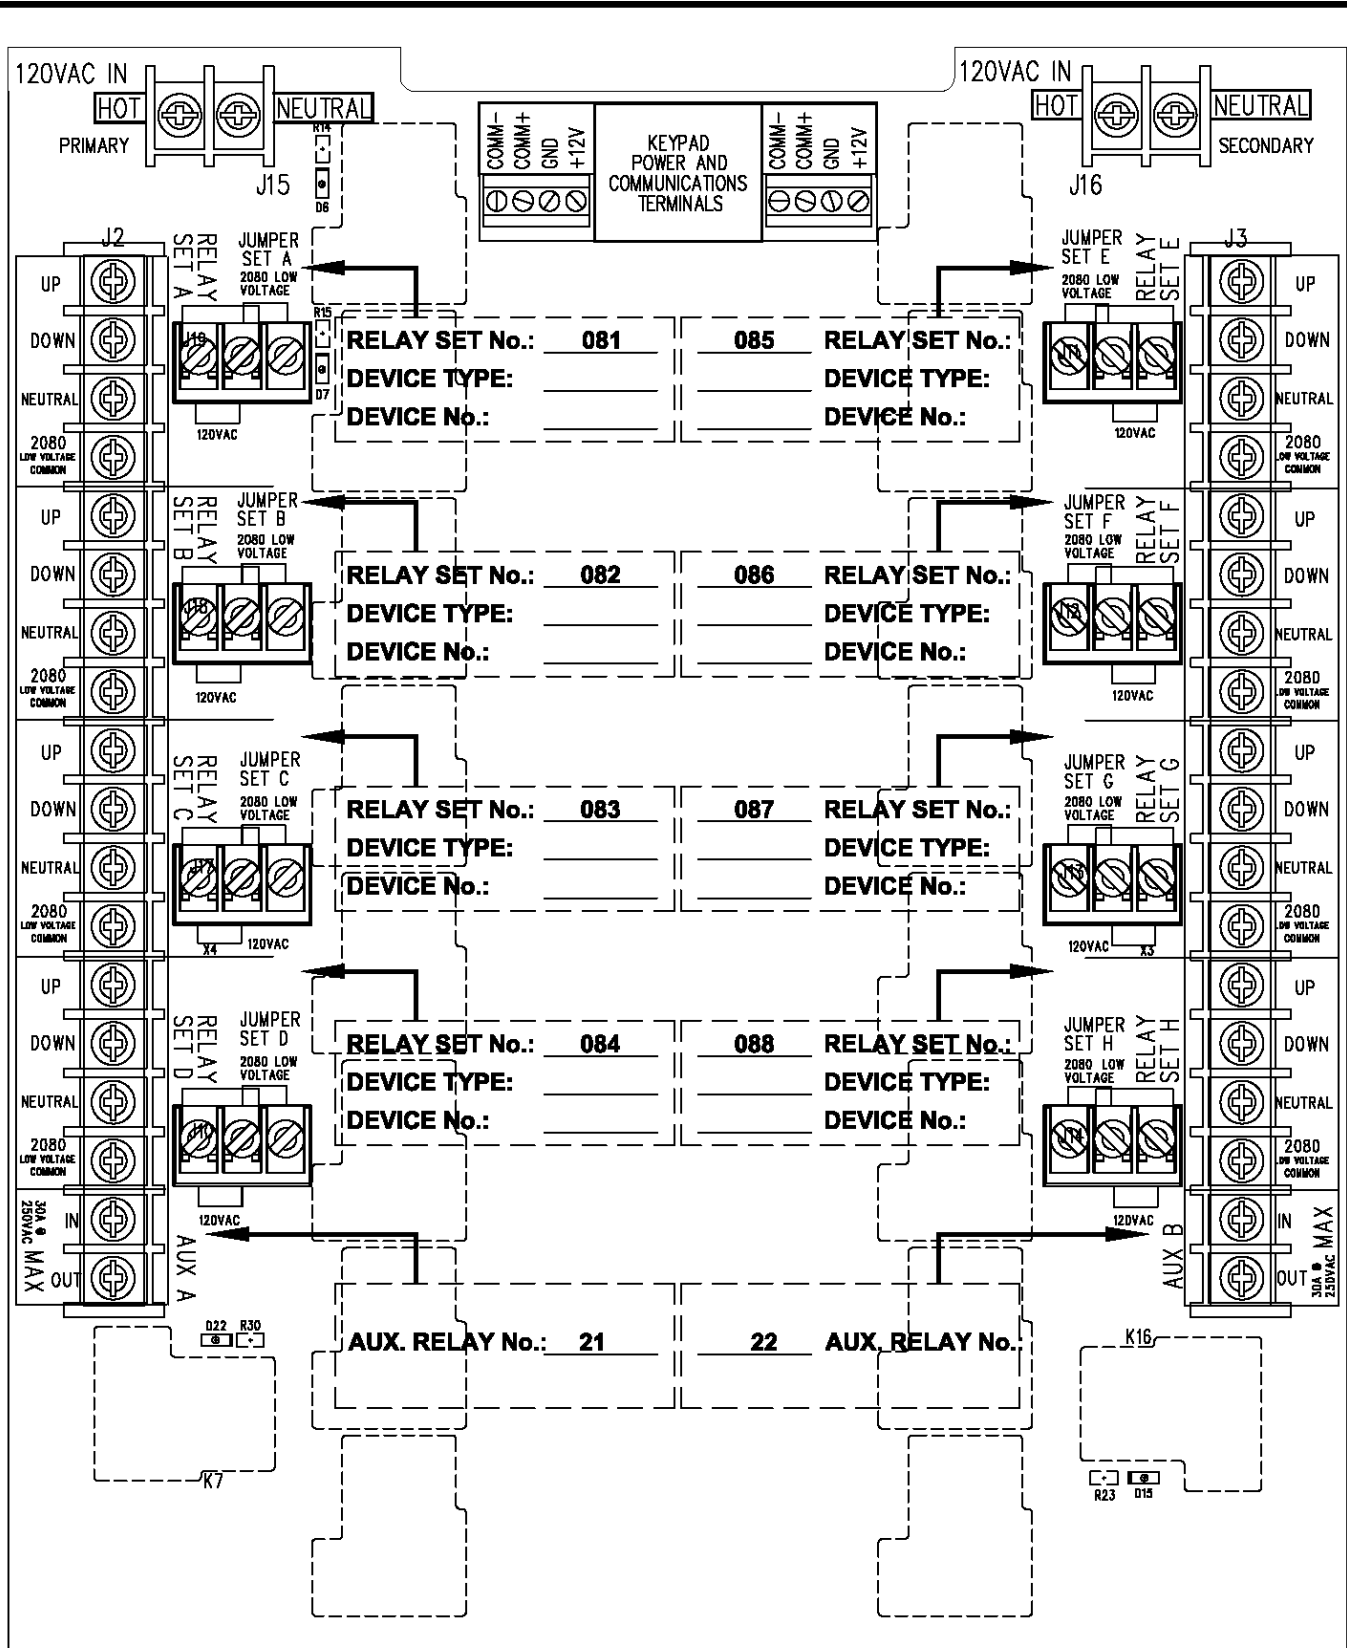 120VAC IN
HOT
NEUTRAL
PRIMARY
J15
R14
D6
COMM-
COMM+
GND
+12V
KEYPAD
POWER AND
COMMUNICATIONS
TERMINALS
COMM-
COMM+
GND
+12V
120VAC IN
HOT
NEUTRAL
SECONDARY
J16
J2
UP
DOWN
NEUTRAL
2080
LOW VOLTAGE
COMMON
RELAY
SET A
JUMPER
SET A
2080 LOW
VOLTAGE
J19
120VAC
R15
D7
RELAY SET No.: 081
DEVICE TYPE:
DEVICE No.:
085 RELAY SET No.:
DEVICE TYPE:
DEVICE No.:
JUMPER
SET E
2080 LOW
VOLTAGE
RELAY
SET E
J11
120VAC
J3
UP
DOWN
NEUTRAL
2080
LOW VOLTAGE
COMMON
UP
DOWN
NEUTRAL
2080
LOW VOLTAGE
COMMON
RELAY
SET B
JUMPER
SET B
2080 LOW
VOLTAGE
J18
120VAC
RELAY SET No.: 082
DEVICE TYPE:
DEVICE No.:
086 RELAY SET No.:
DEVICE TYPE:
DEVICE No.:
JUMPER
SET F
2080 LOW
VOLTAGE
RELAY
SET F
J12
120VAC
UP
DOWN
NEUTRAL
2080
LOW VOLTAGE
COMMON
UP
DOWN
NEUTRAL
2080
LOW VOLTAGE
COMMON
RELAY
SET C
JUMPER
SET C
2080 LOW
VOLTAGE
J17
X4
120VAC
RELAY SET No.: 083
DEVICE TYPE:
DEVICE No.:
087 RELAY SET No.:
DEVICE TYPE:
DEVICE No.:
JUMPER
SET G
2080 LOW
VOLTAGE
RELAY
SET G
J13
120VAC
X3
UP
DOWN
NEUTRAL
2080
LOW VOLTAGE
COMMON
UP
DOWN
NEUTRAL
2080
LOW VOLTAGE
COMMON
RELAY
SET D
JUMPER
SET D
2080 LOW
VOLTAGE
J10
120VAC
RELAY SET No.: 084
DEVICE TYPE:
DEVICE No.:
088 RELAY SET No.:
DEVICE TYPE:
DEVICE No.:
JUMPER
SET H
2080 LOW
VOLTAGE
RELAY
SET H
J14
120VAC
UP
DOWN
NEUTRAL
2080
LOW VOLTAGE
COMMON
30A @
250VAC MAX
IN
OUT
AUX A
AUX B
IN
OUT
30A @
250VAC MAX
D22 R30
AUX. RELAY No.: 21
22 AUX. RELAY No.:
K16
K7
R23 D15